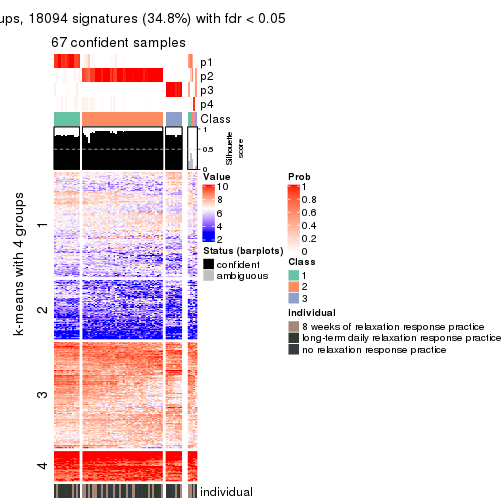 ups, 18094 signatures (34.8%) with fdr < 0.05
67 confident samples
p1
p2
p3
p4
Class
1
0.5
0
Silhouette
score
k-means with 4 groups
1
2
3
4
individual
Value
10
8
6
4
2
Status (barplots)
confident
ambiguous
Prob
1
0.8
0.6
0.4
0.2
0
Class
1
2
3
individual
8 weeks of relaxation response practice
long-term daily relaxation response practice
no relaxation response practice